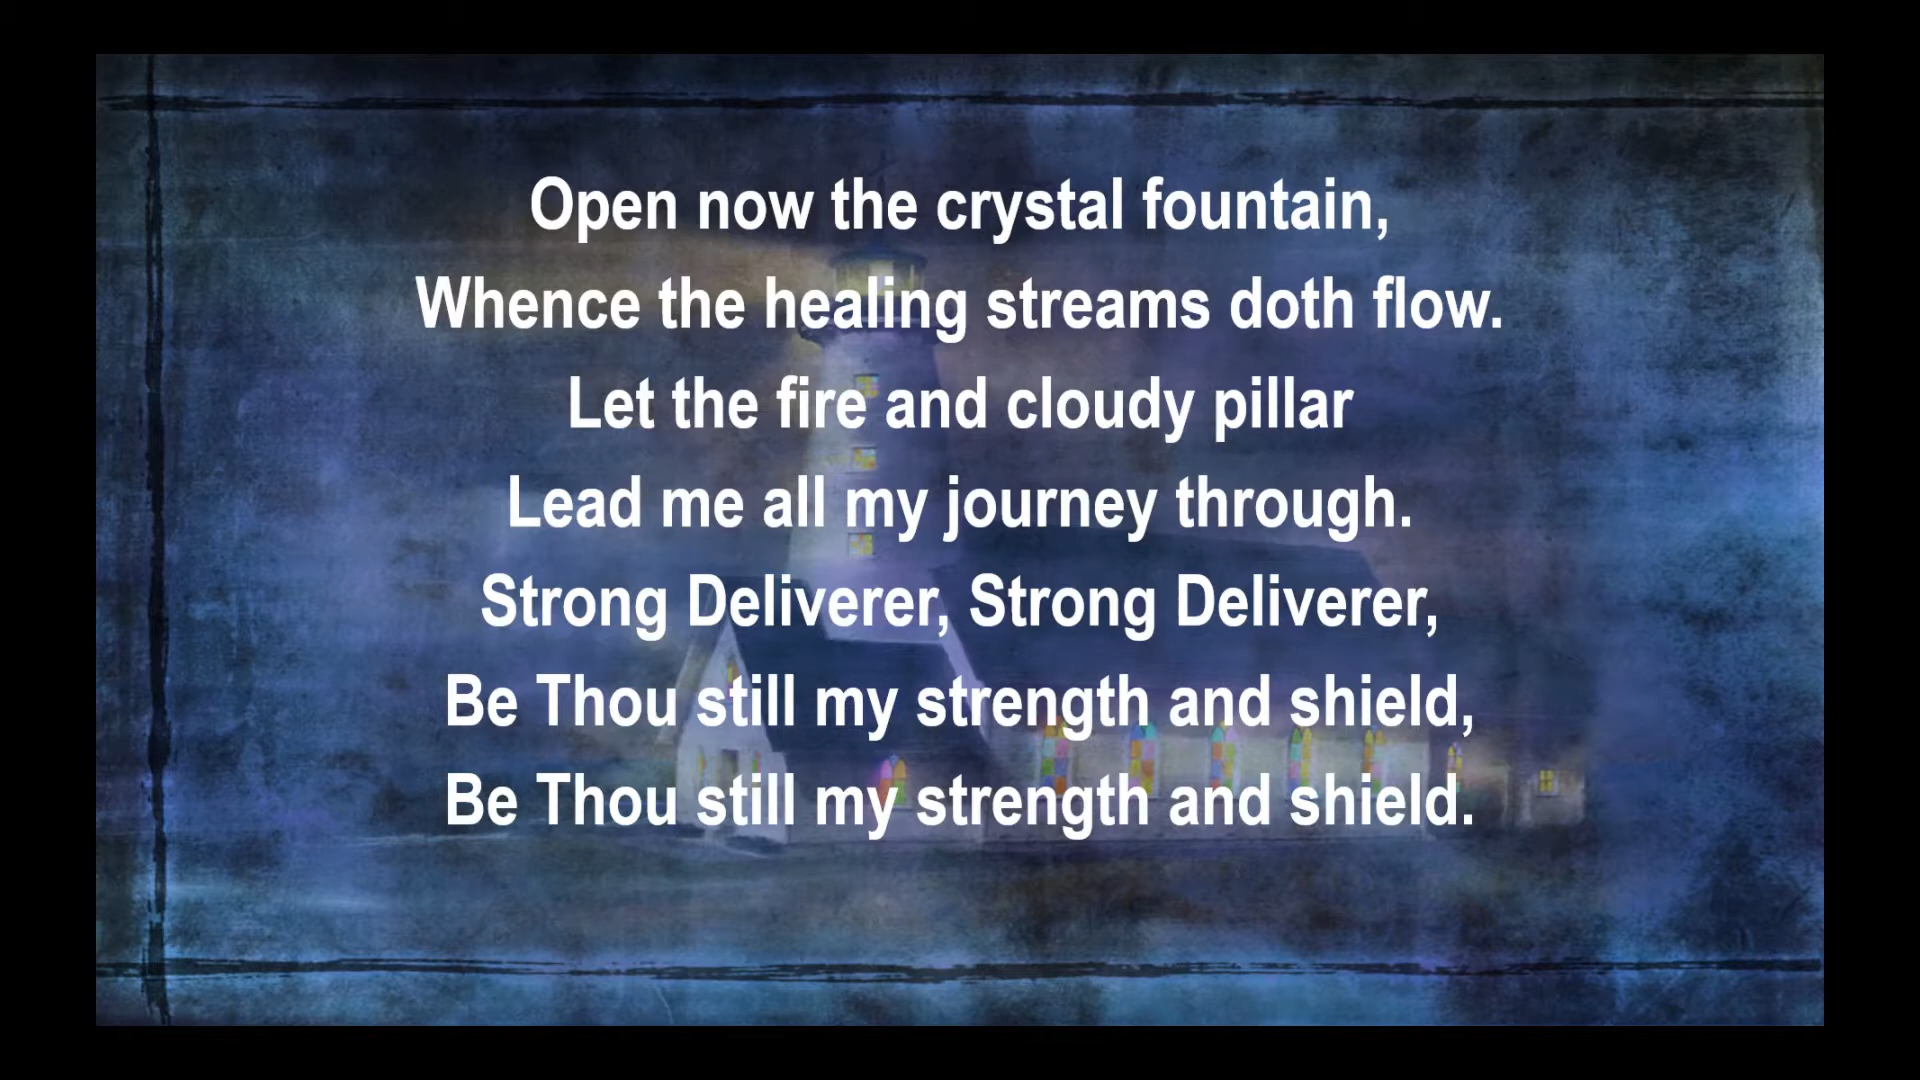 Open now the crystal fountain,
Whence the healing streams doth flow.
Let the fire and cloudy pillar
Lead me all my journey through.
Strong Deliverer, Strong Deliverer,
Be Thou still my strength and shield,
Be Thou still my strength and shield.